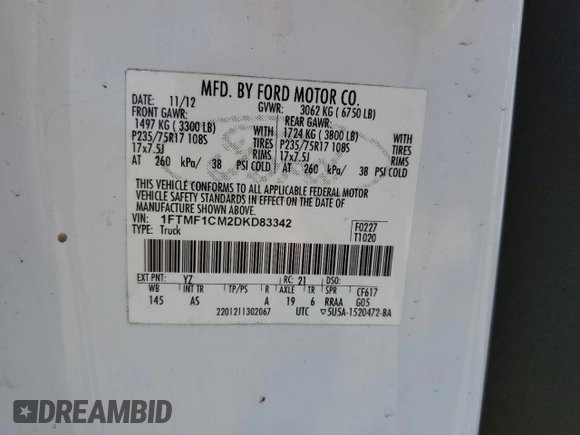 MFD. BY FORD MOTOR CO.
DATE: 11/12 GVWR: 3062 KG ( 6750 LB)
FRONT GAWR: REAR GAWR:
1497 KG ( 3300 LB) WITH 1724 KG ( 3800 LB) WITH
P235/75R17 108S TIRES P235/75R17 108S TIRES
17x7.5J RIMS 17x7.5J RIMS
AT 260 kPa/ 38 PSI COLD AT 260 kPa/ 38 PSI COLD
THIS VEHICLE CONFORMS TO ALL APPLICABLE FEDERAL MOTOR
VEHICLE SAFETY STANDARDS IN EFFECT ON THE DATE OF
MANUFACTURE SHOWN ABOVE.
VIN: 1FTMF1CM2DKD83342 F0227
TYPE: Truck T1020
EXT PNT: YZ RC: 21 DSO:
WB INT TR TP/PS R AXLE TR SPR CF617
145 AS A 19 6 RRAA G05
2201211302067 UTC ▽5U5A-1520472-BA
DREAMBID